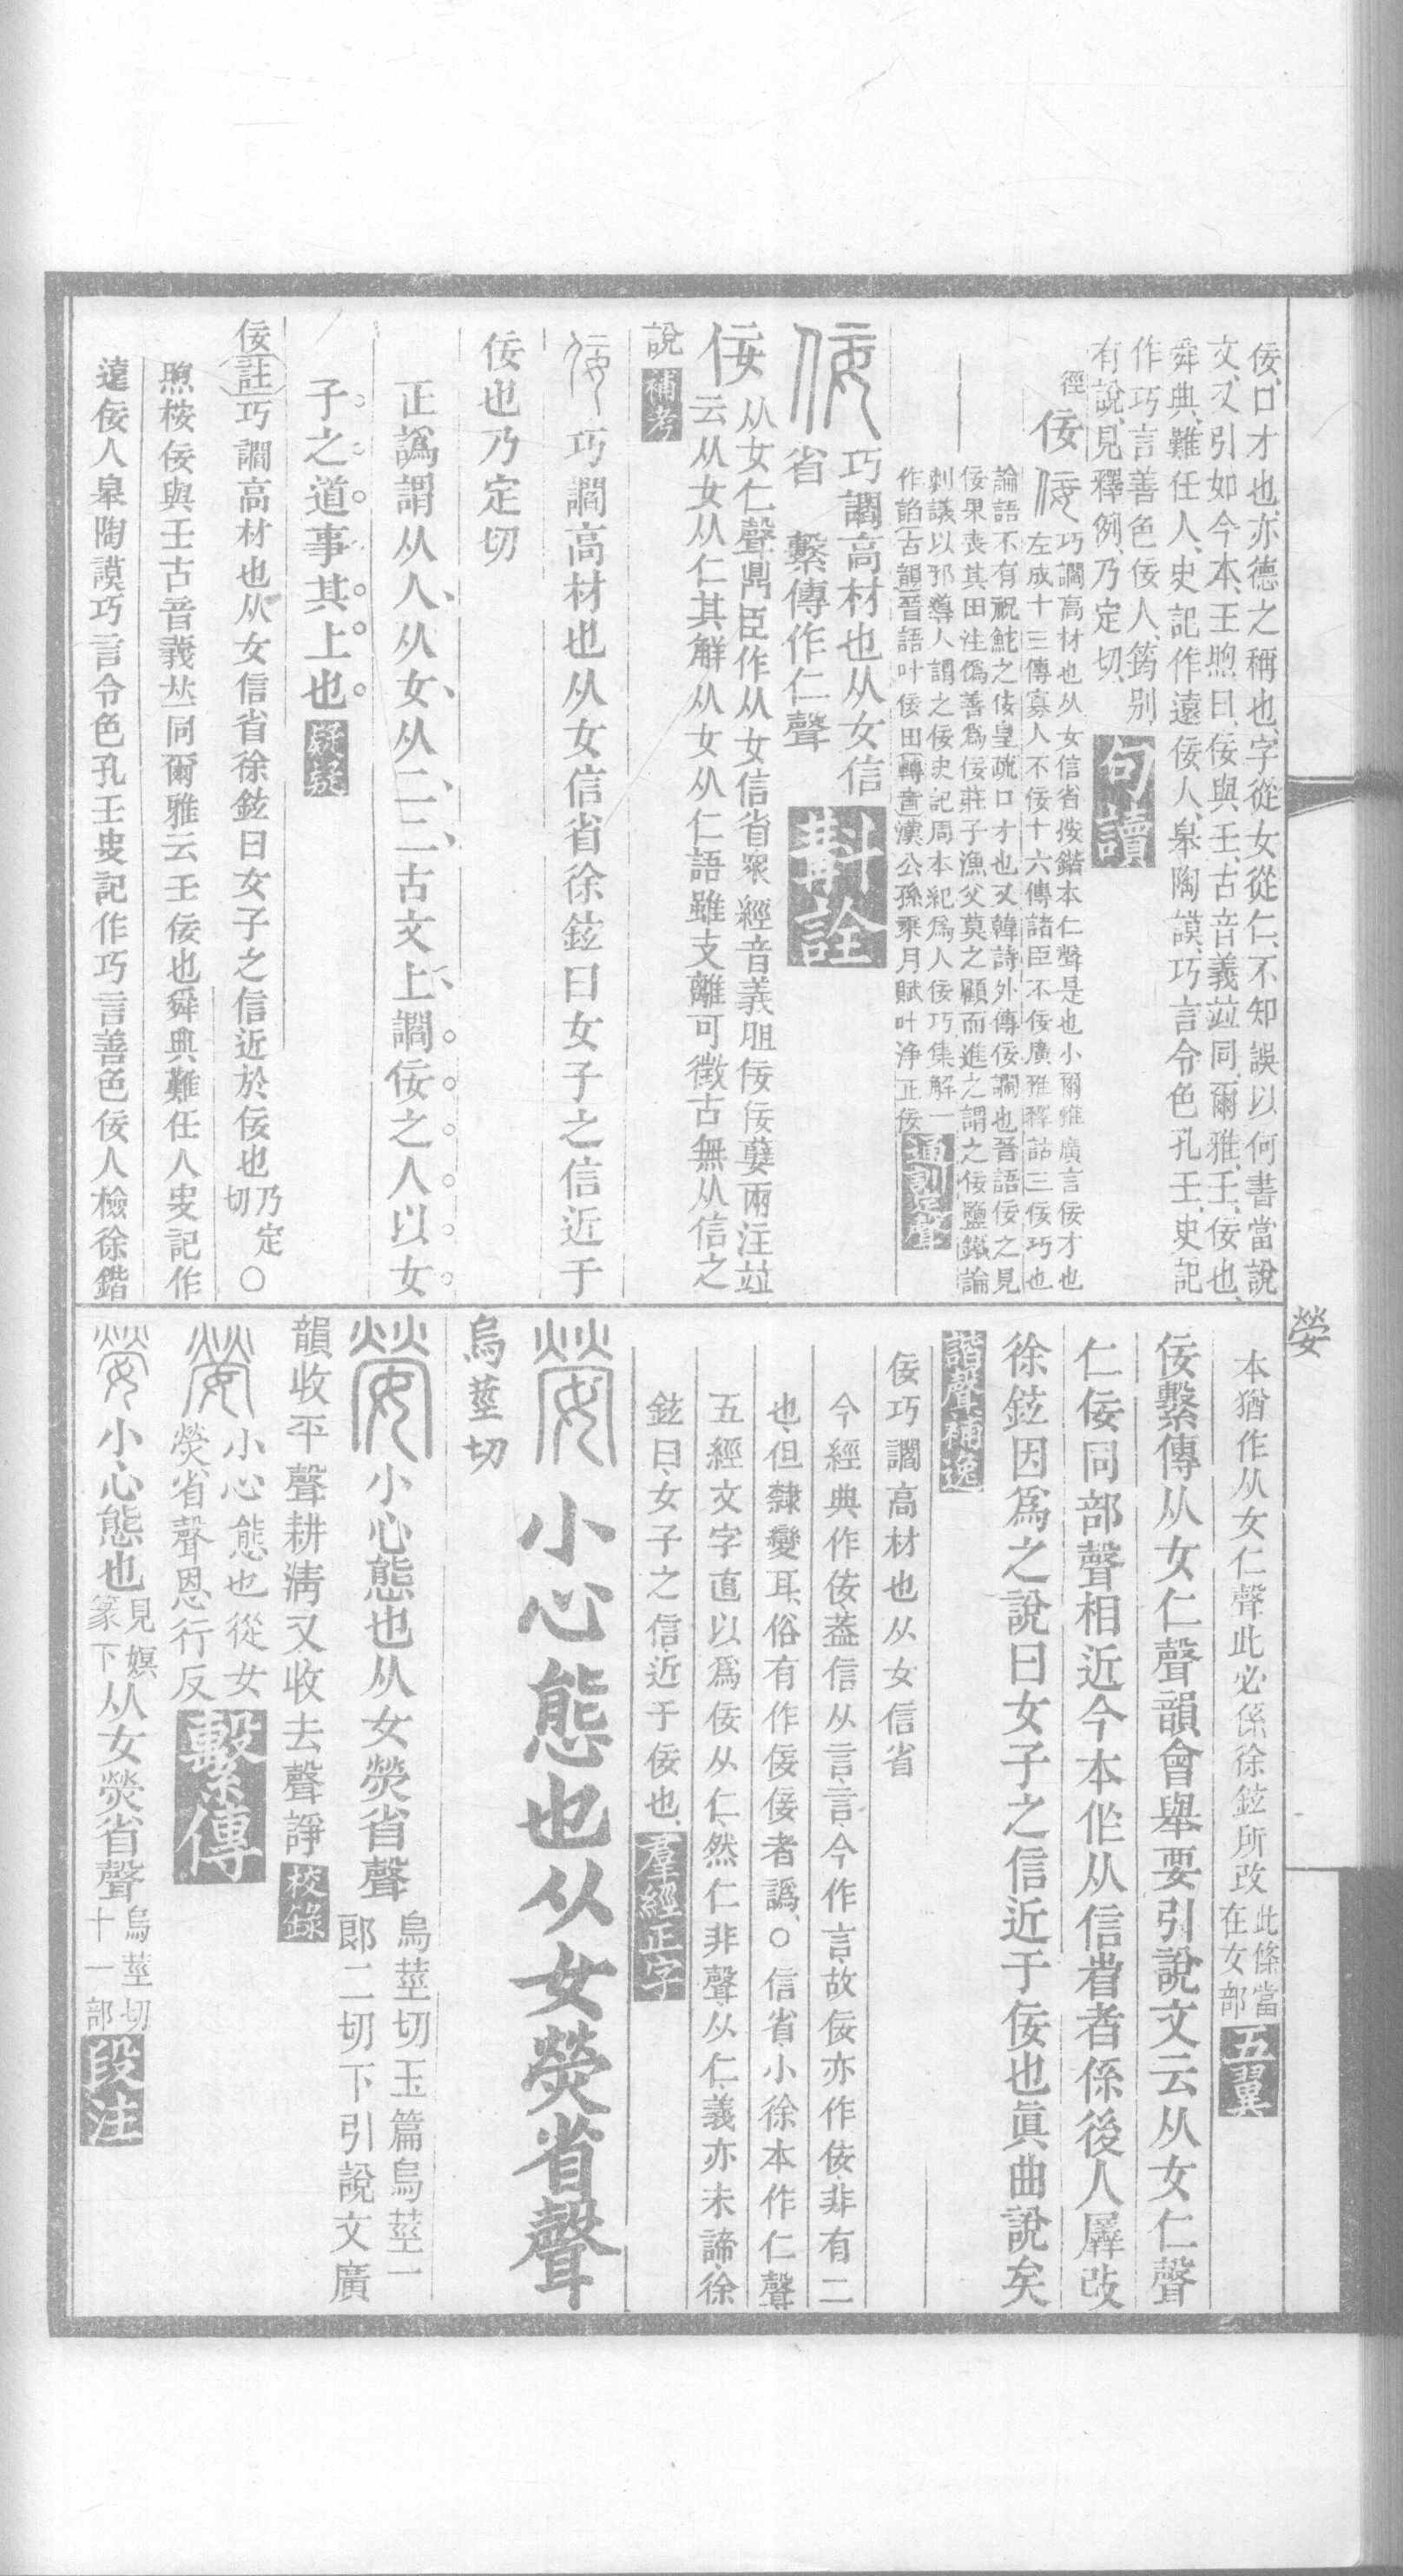 佞、口才也、亦德之稱也、字從女從仁、不知誤以何書當說
文、又引如今本、王煦曰、佞與壬、古音義竝同、爾雅、壬、佞也、
舜典、難任人、史記作遠佞人、皋陶謨、巧言令色孔壬、史記
作巧言善色佞人、筠別
有說、見釋例、乃定切、 句讀
徑 佞 巧讇高材也从女信省按鍇本仁聲是也小爾雅廣言佞才也
左成十三傳寡人不佞十六傳諸臣不佞廣雅釋詁三佞巧也
論語不有祝鮀之佞皇疏口才也又韓詩外傳佞讇也晉語佞之見
佞果喪其田注僞善爲佞莊子漁父莫之顧而進之謂之佞鹽鐵論
刺議以邪導人謂之佞史記周本紀爲人佞巧集解一
作諂古韻晉語叶佞田轉音漢公孫乘月賦叶浄正佞 通訓定聲
巧讇高材也从女信
省 繫傳作仁聲 斠詮
佞 从女仁聲鼎臣作从女信省衆經音義卽佞佞嬖兩注竝
云从女从仁其解从女从仁語雖支離可徵古無从信之
說 補考
巧讇高材也从女信省徐鉉曰女子之信近于
佞也乃定切
正譌謂从人、从女、从二、二、古文上、讇佞之人以女
子之道事其上也 疑疑
佞 註 巧讇高材也从女信省徐鉉曰女子之信近於佞也乃定切○
煦桉佞與壬古音義𠀤同爾雅云壬佞也舜典難任人史記作
遠佞人皋陶謨巧言令色孔壬史記作巧言善色佞人檢徐鍇
㜲
本猶作从女仁聲此必係徐鉉所改 此條當在女部 五翼
佞繫傳从女仁聲韻會舉要引說文云从女仁聲
仁佞同部聲相近今本作从信省者係後人羼改
徐鉉因爲之說曰女子之信近于佞也眞曲說矣
諧聲補逸
佞巧讇高材也从女信省
今經典作佞、葢信从言、言、今作言、故佞亦作佞、非有二
也、但隸變耳、俗有作佞佞者譌、○信省、小徐本作仁聲
五經文字直以爲佞从仁、然仁非聲、从仁、義亦未諦、徐
鉉曰、女子之信、近于佞也、 羣經正字
小心態也从女熒省聲
烏莖切
小心態也从女熒省聲 烏莖切玉篇烏莖一
郞二切下引說文廣
韻收平聲耕淸又收去聲諍 校錄
小心態也從女
熒省聲恩行反 繫傳
小心態也 見嫇篆下 从女熒省聲 烏莖切十一部 段注